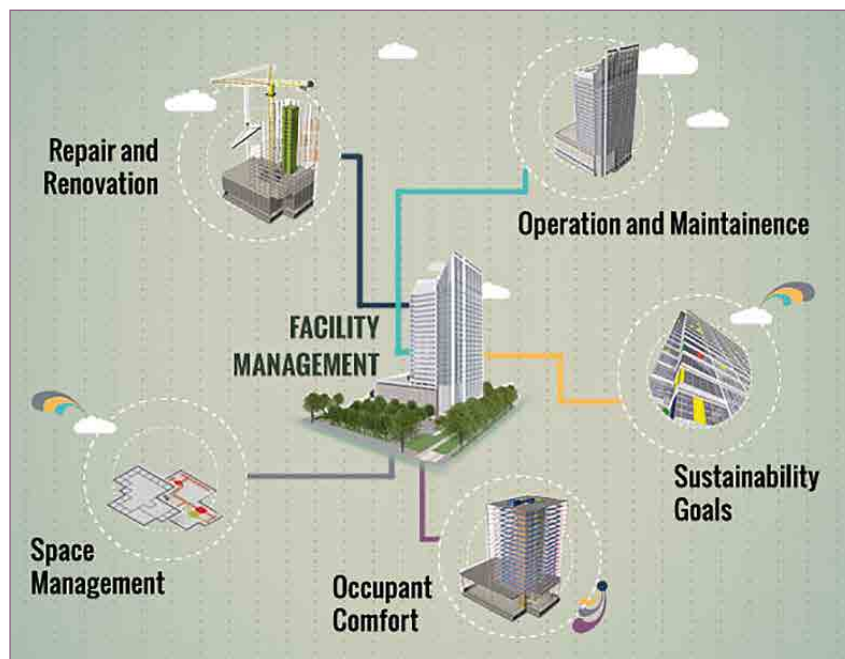 Repair and
Renovation
Operation and Maintainence
FACILITY
MANAGEMENT
Sustainability
Goals
Space
Management
Occupant
Comfort